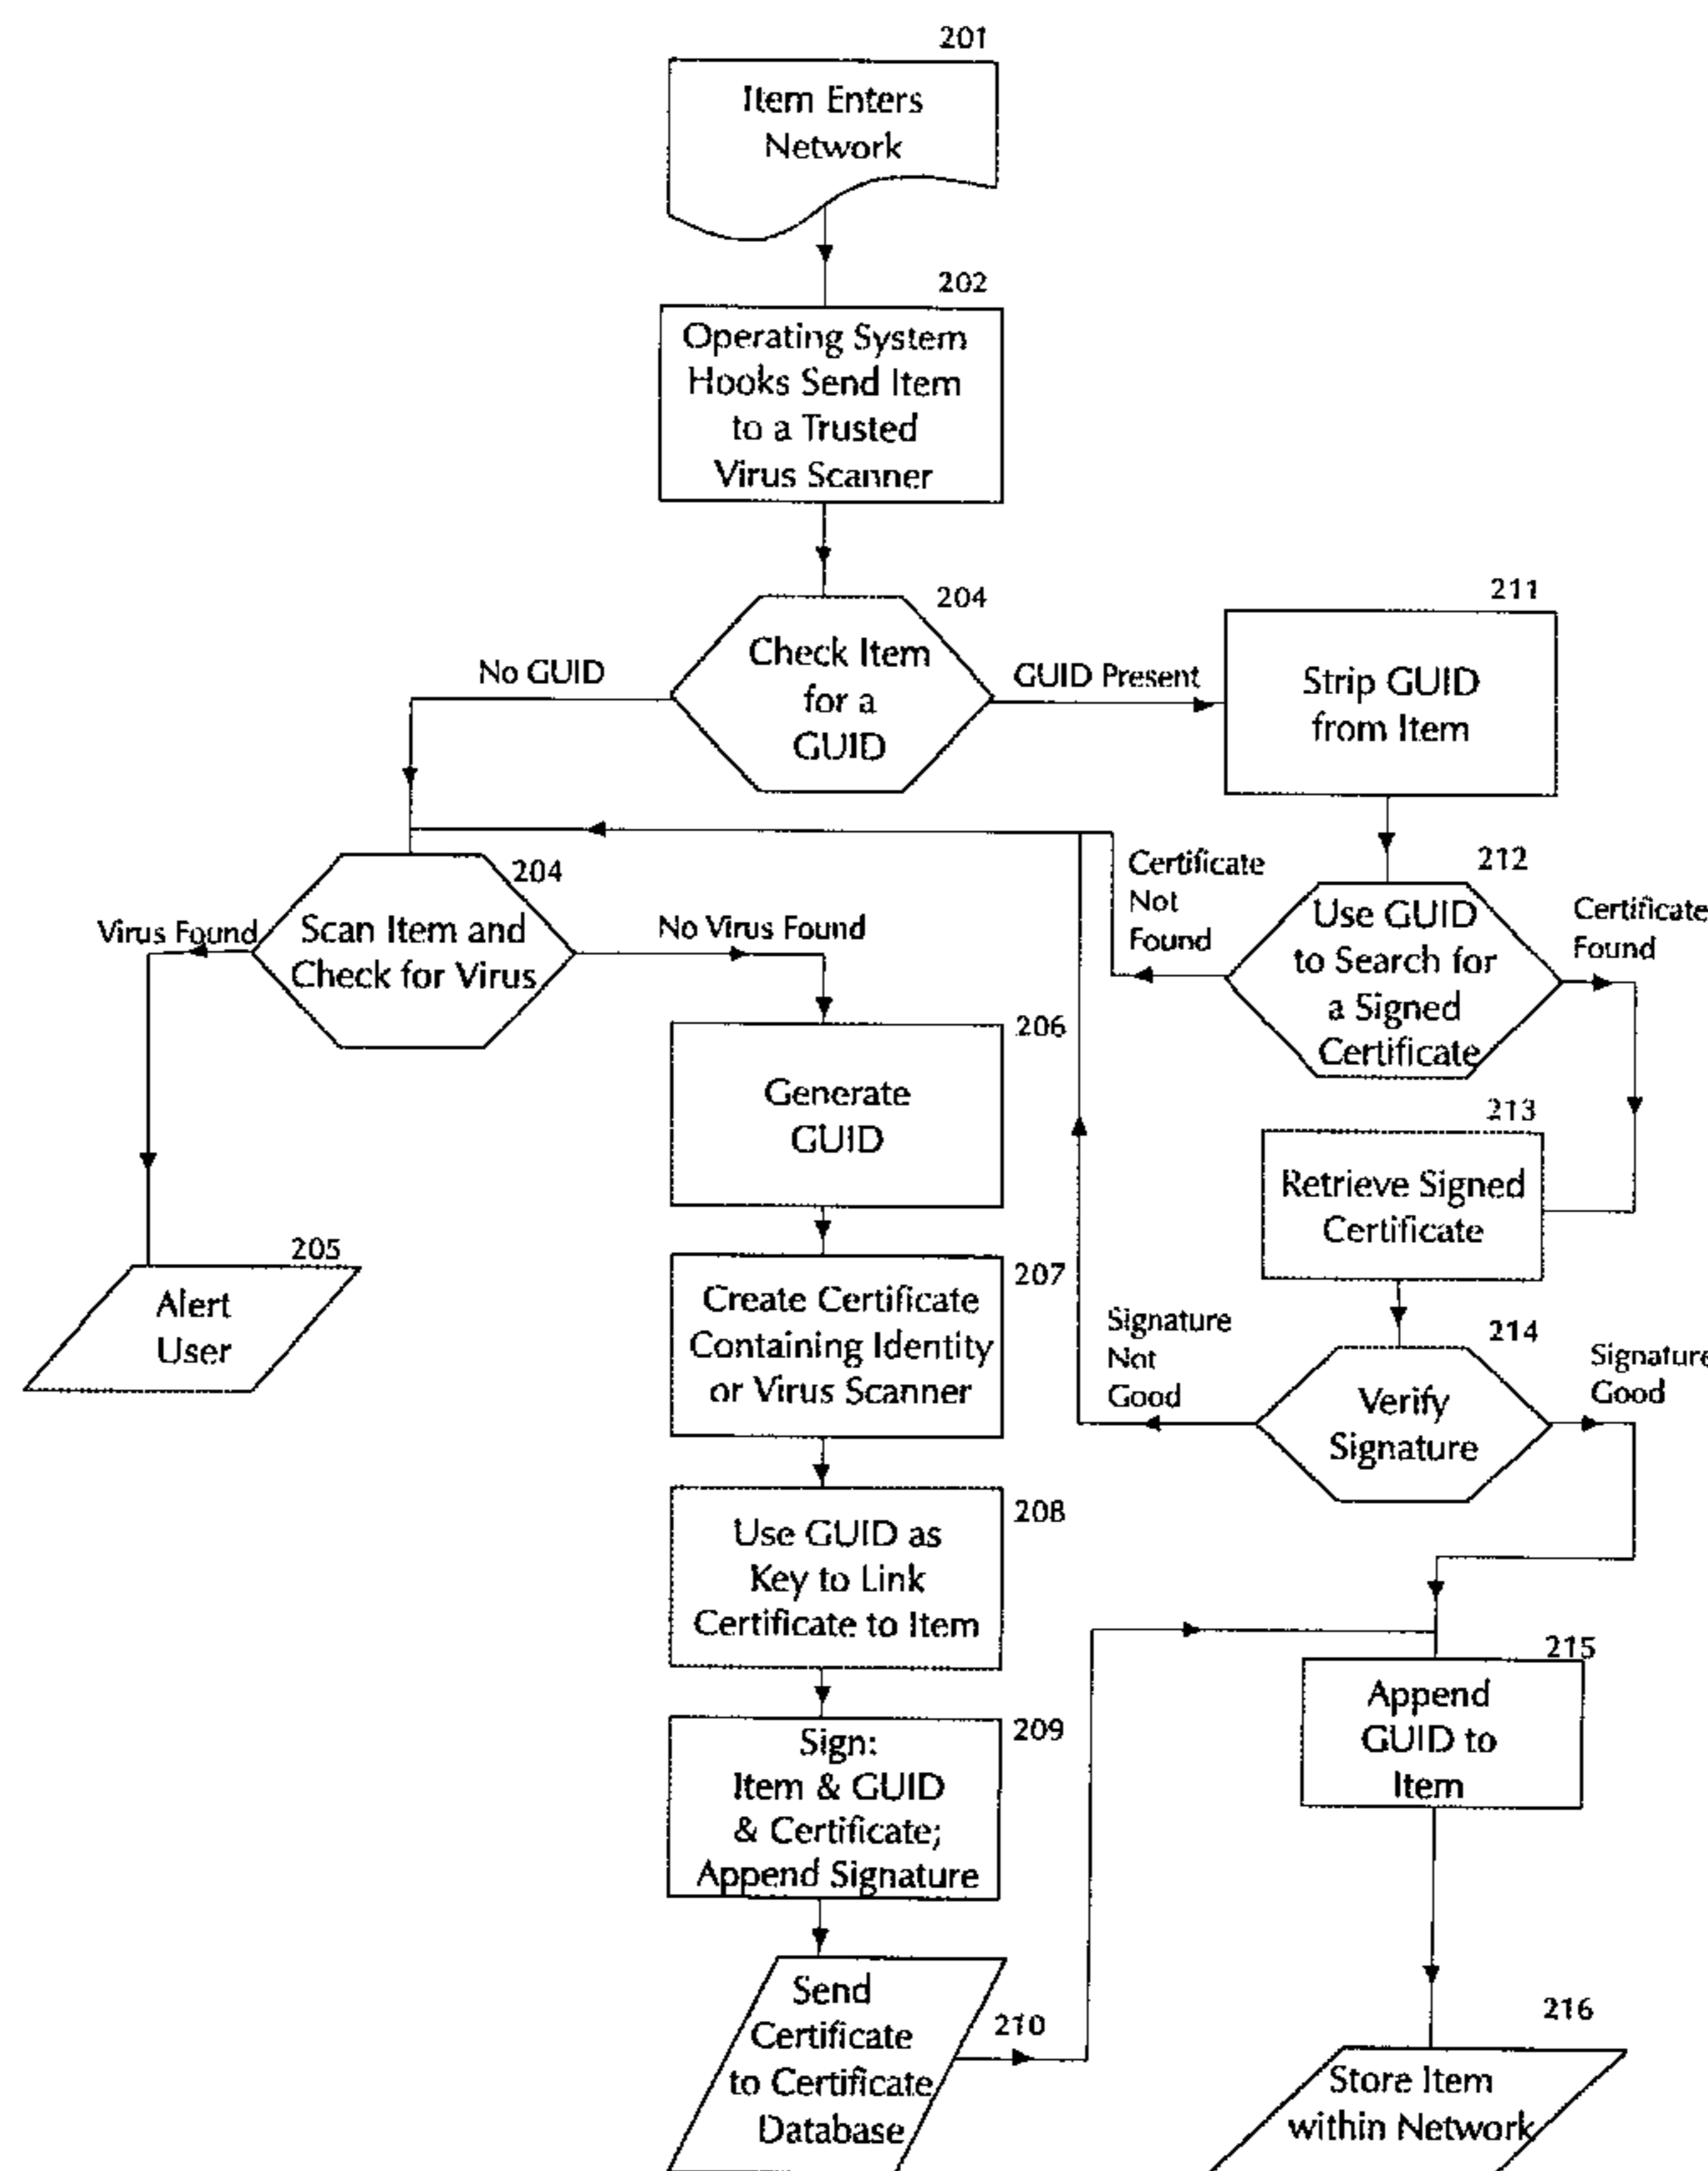 201
Item Enters
Network
202
Operating System
Hooks Send Item
to a Trusted
Virus Scanner
204
Check Item
for a
GUID
No GUID
GUID Present
211
Strip GUID
from Item
204
Scan Item and
Check for Virus
Virus Found
No Virus Found
Certificate
Not
Found
212
Use GUID
to Search for
a Signed
Certificate
Certificate
Found
206
Generate
GUID
213
Retrieve Signed
Certificate
205
Alert
User
207
Create Certificate
Containing Identity
or Virus Scanner
Signature
Not
Good
214
Verify
Signature
Signature
Good
208
Use GUID as
Key to Link
Certificate to Item
209
Sign:
Item & GUID
& Certificate;
Append Signature
215
Append
GUID to
Item
210
Send
Certificate
to Certificate
Database
216
Store Item
within Network